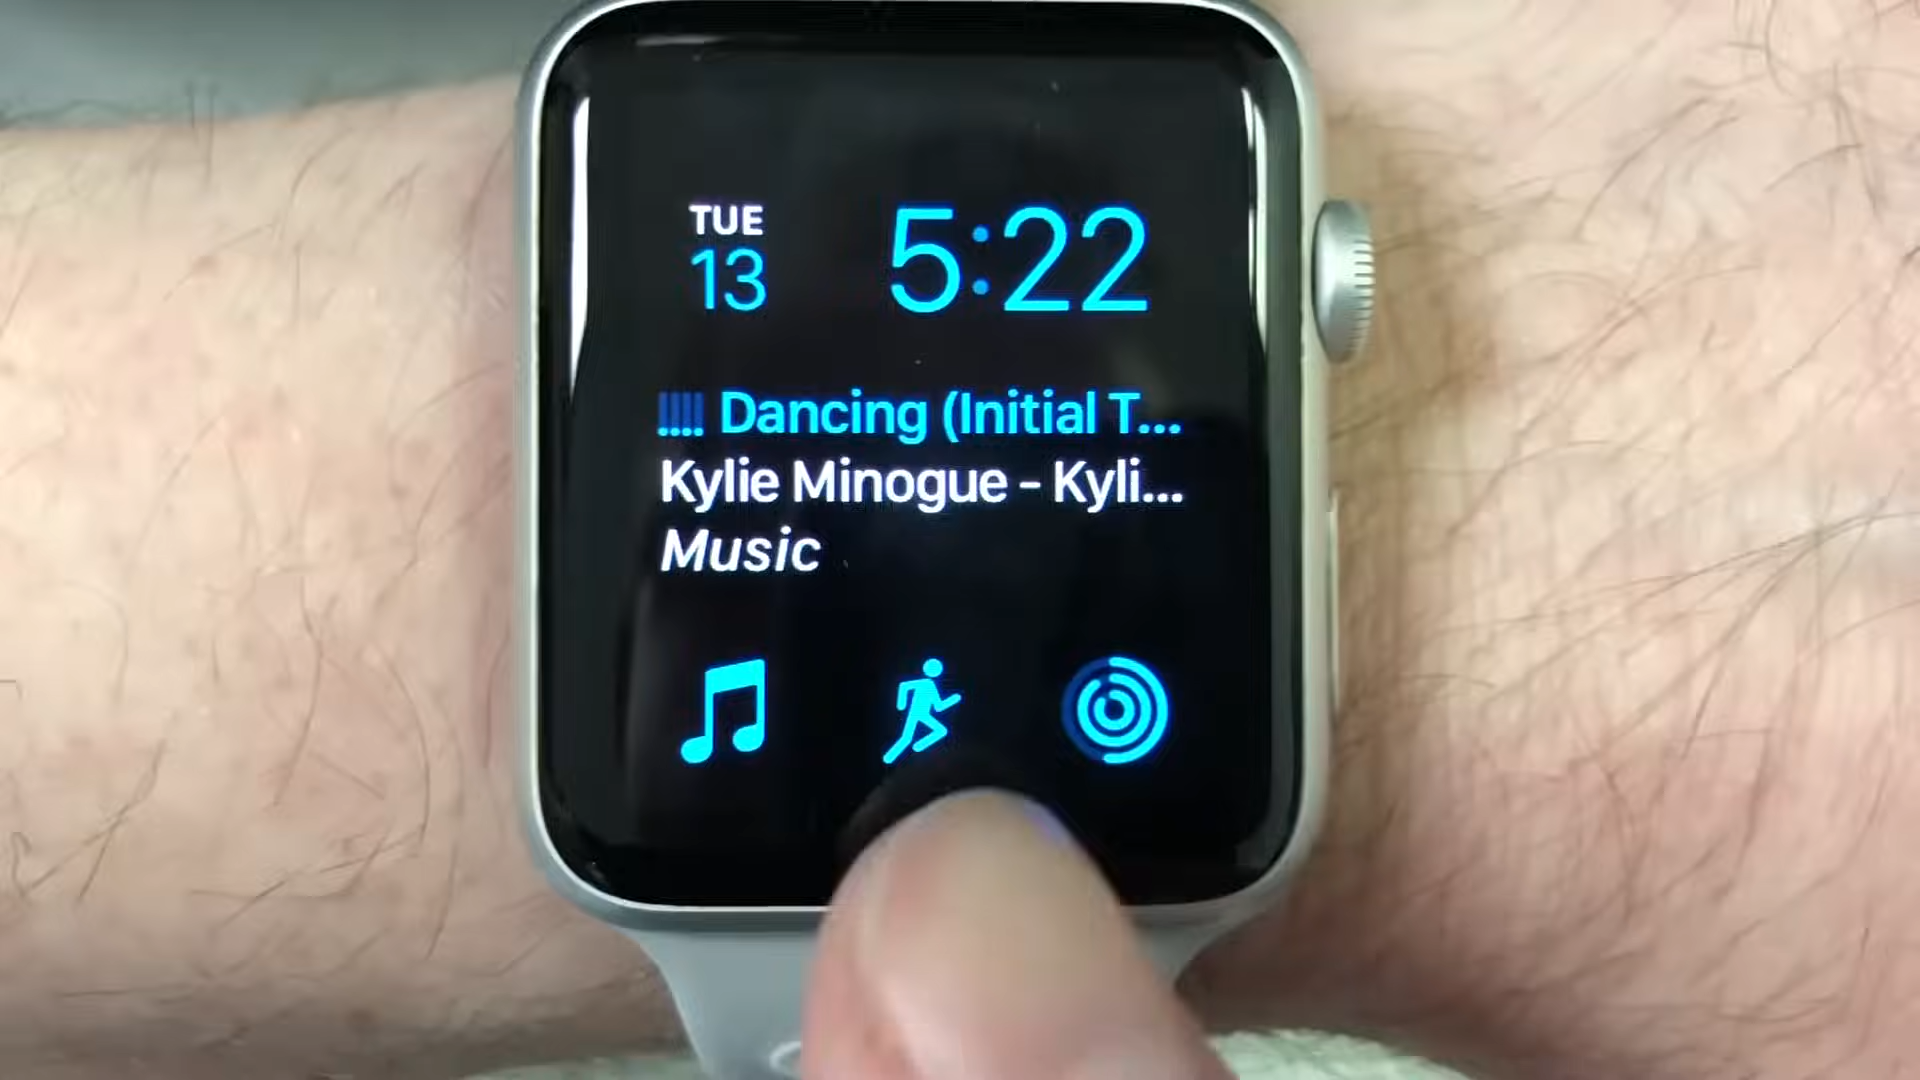 TUE
13
5:22
Dancing (Initial T...
Kylie Minogue - Kyli...
Music